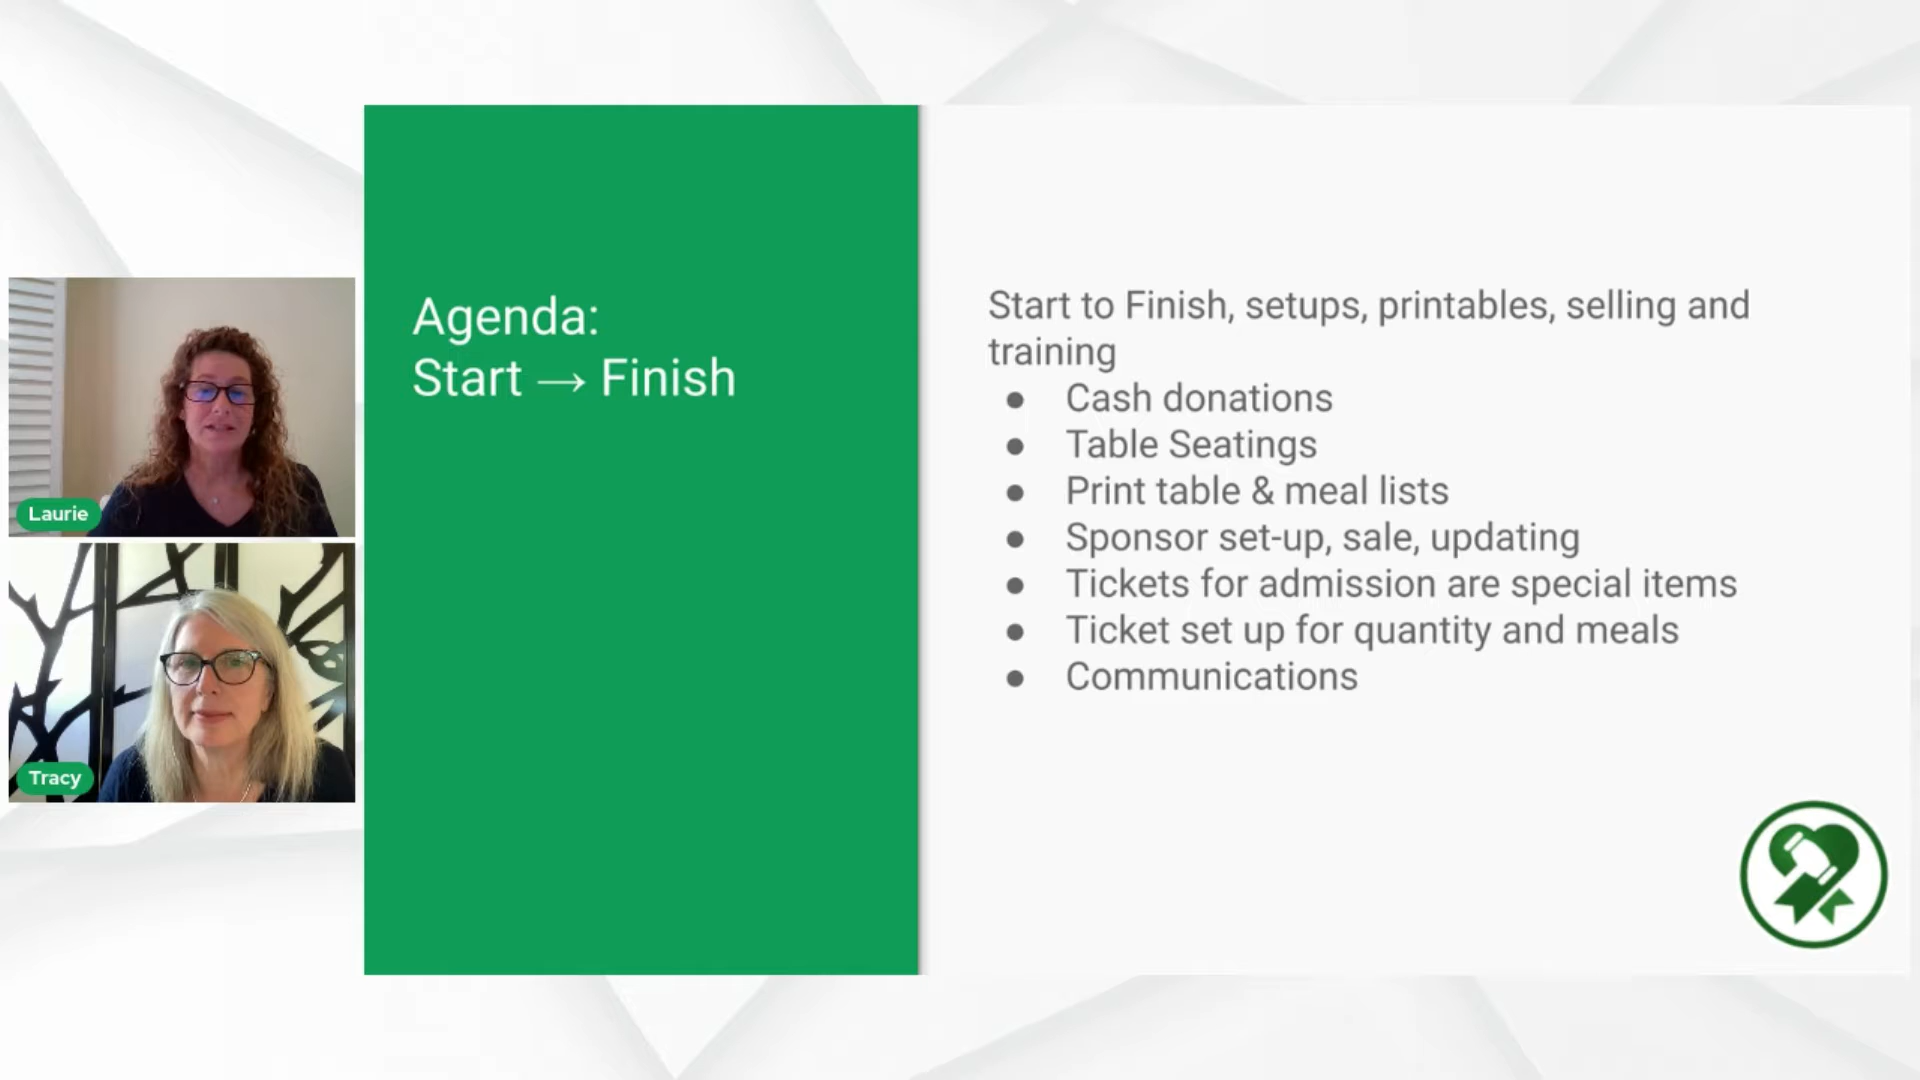 Agenda:
Start → Finish
Start to Finish, setups, printables, selling and
training
● Cash donations
● Table Seatings
● Print table & meal lists
● Sponsor set-up, sale, updating
● Tickets for admission are special items
● Ticket set up for quantity and meals
● Communications
Laurie
Tracy